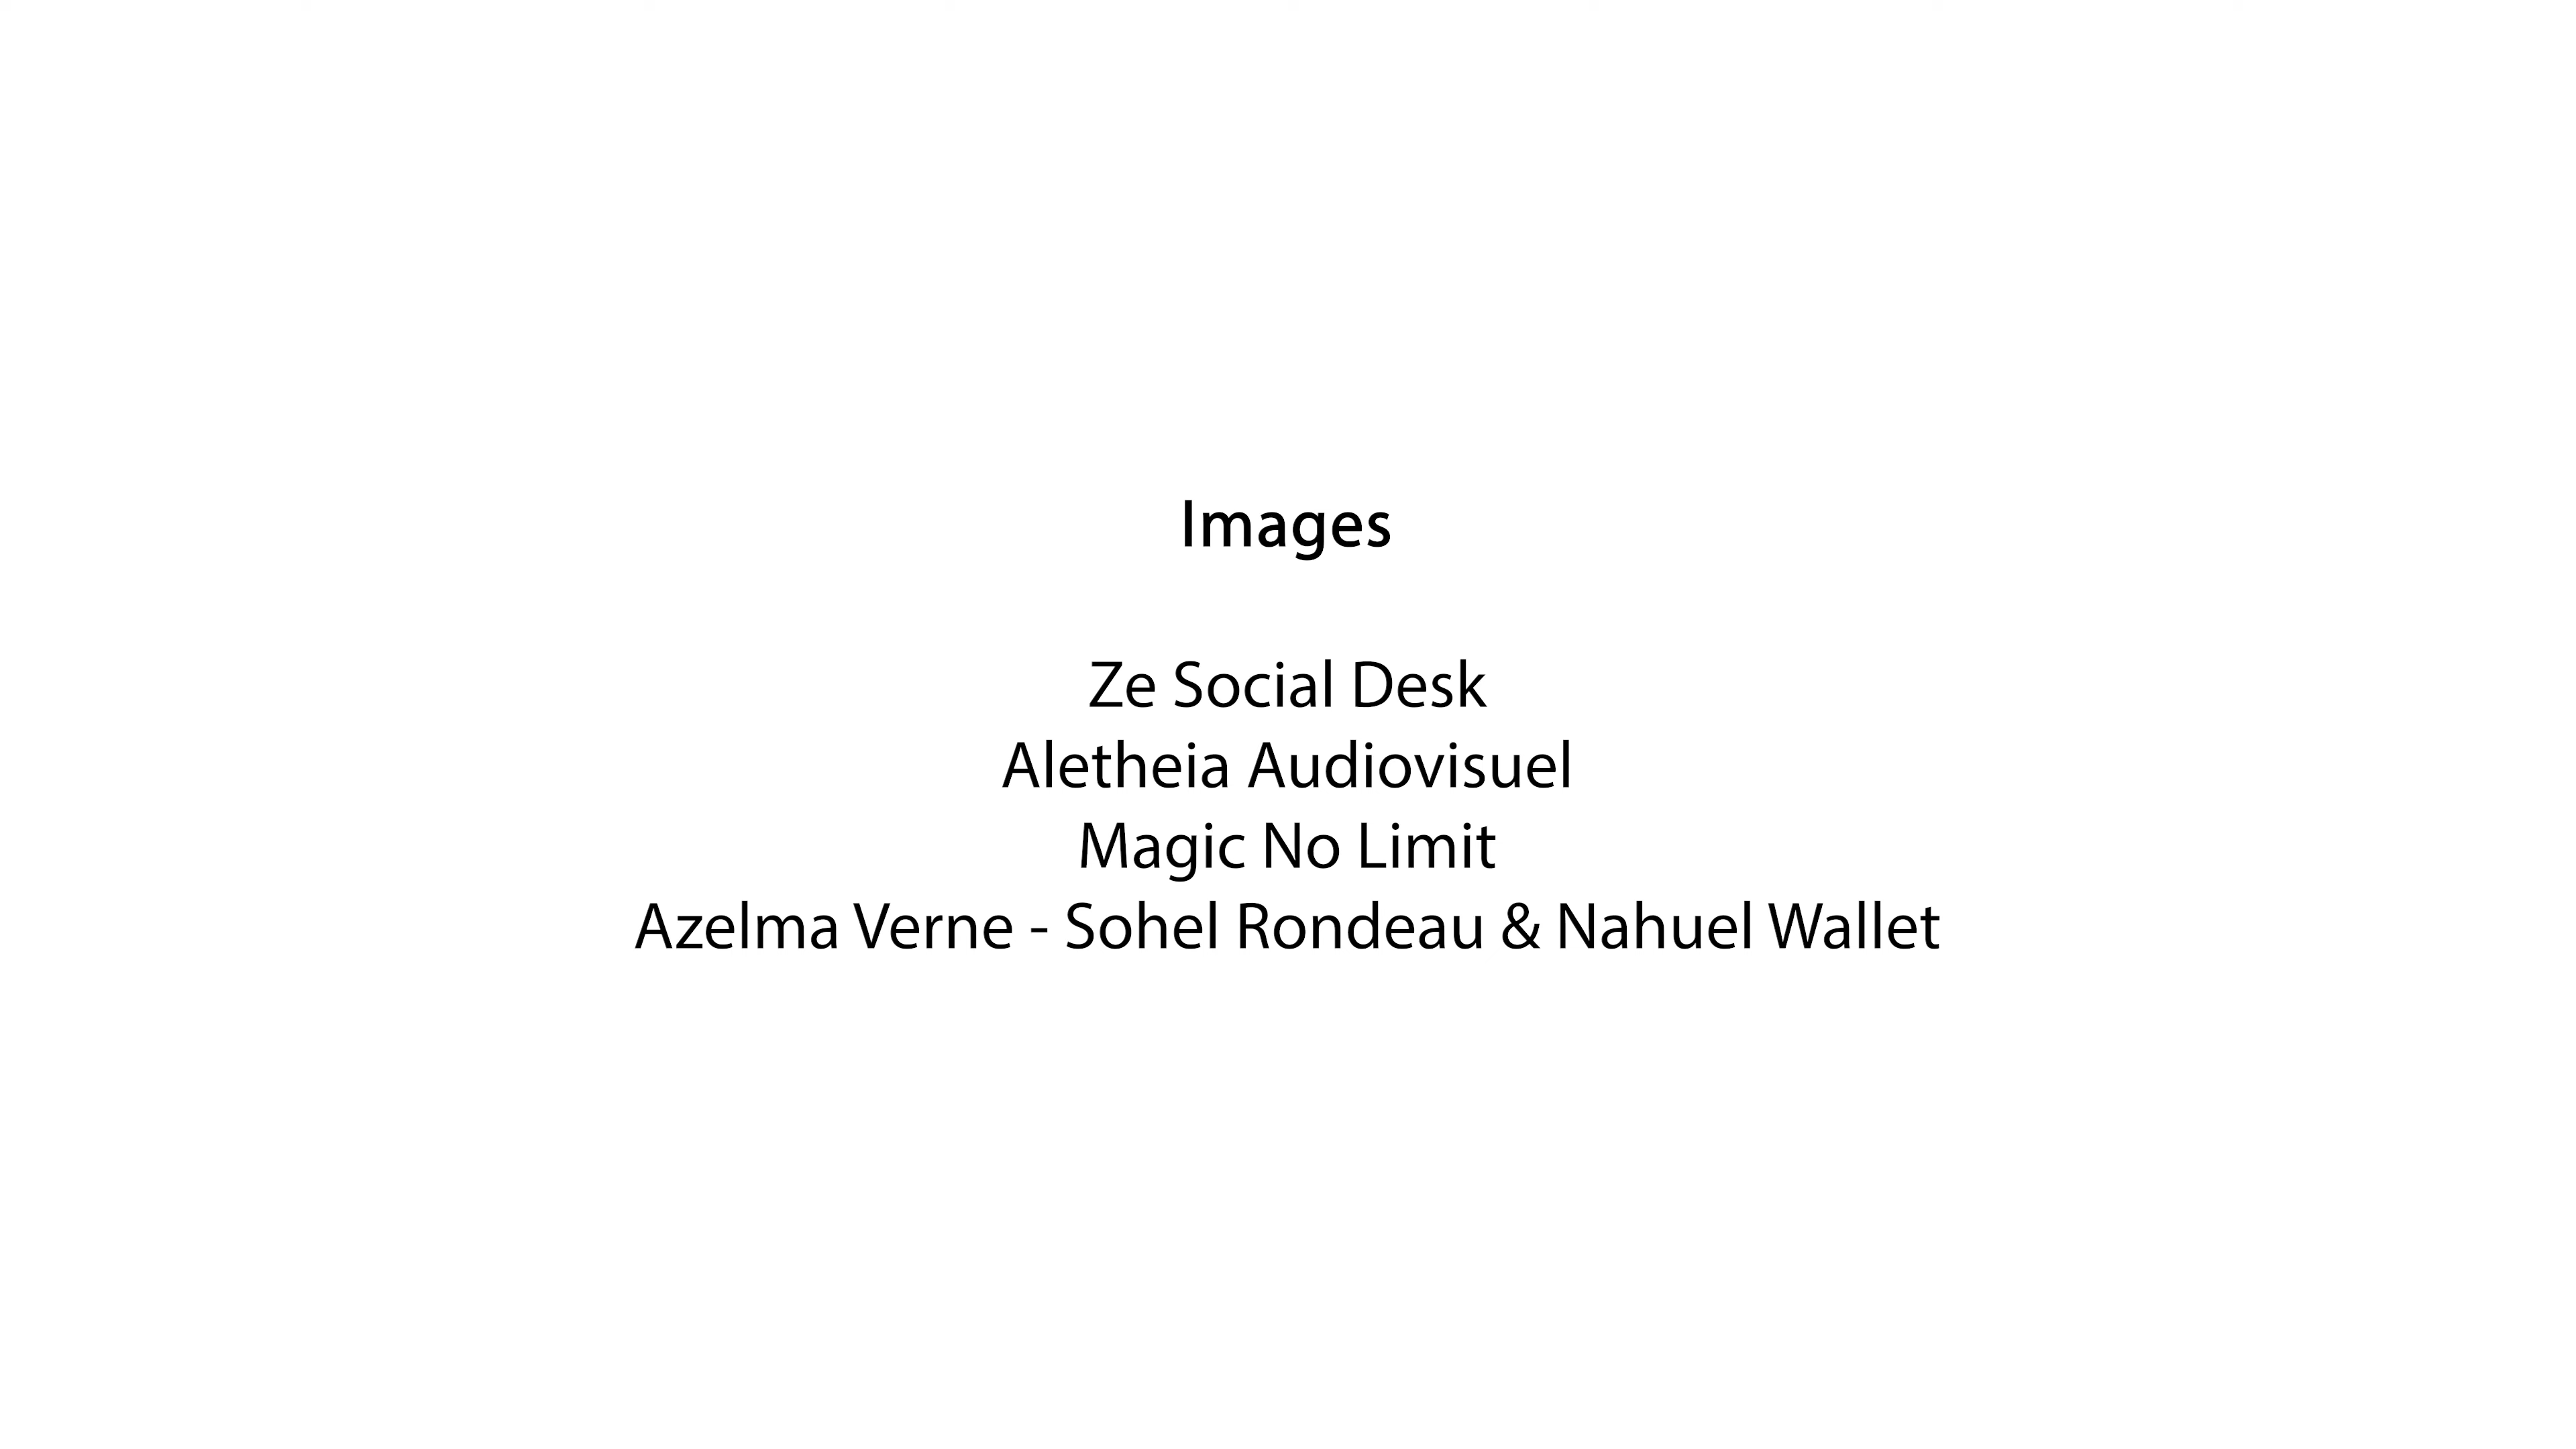 Images
Ze Social Desk
Aletheia Audiovisuel
Magic No Limit
Azelma Verne - Sohel Rondeau & Nahuel Wallet